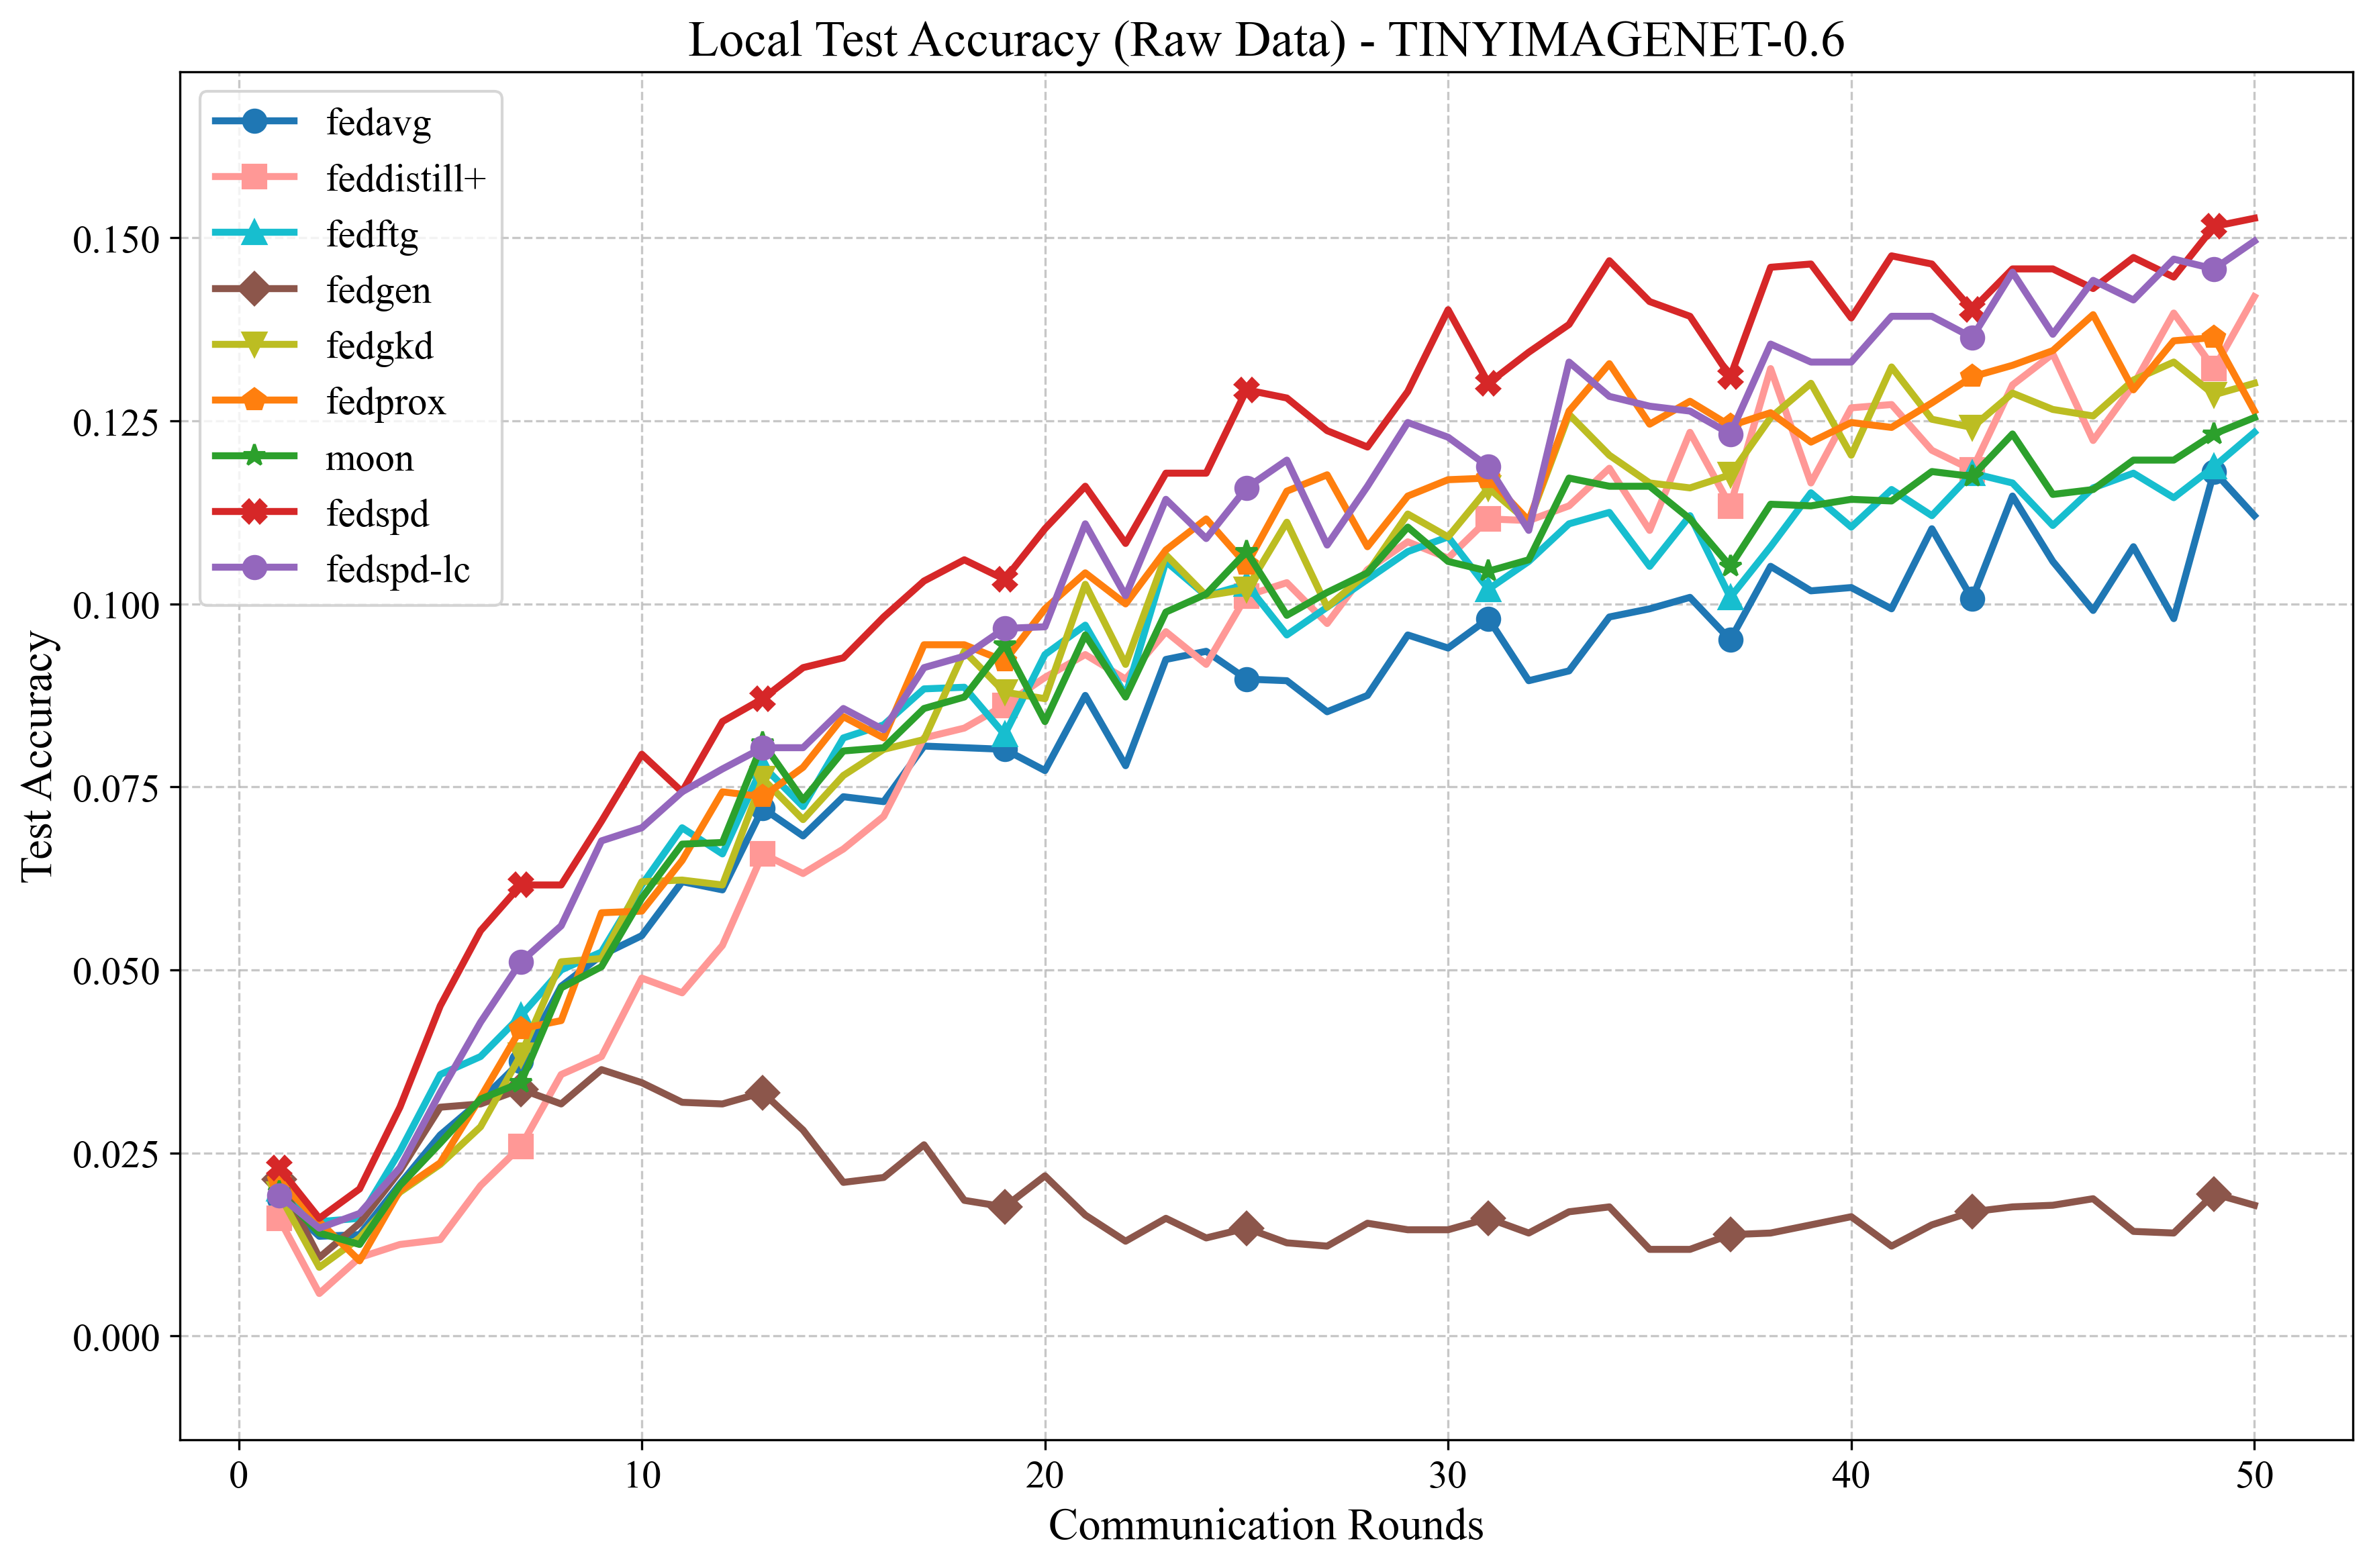 Local Test Accuracy (Raw Data) - TINYIMAGENET-0.6
fedavg
feddistill+
fedftg
fedgen
fedgkd
fedprox
moon
fedspd
fedspd-lc
Test Accuracy
0.150
0.125
0.100
0.075
0.050
0.025
0.000
0 10 20 30 40 50
Communication Rounds